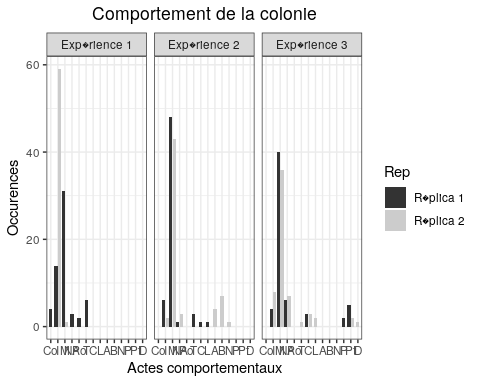 Comportement de la colonie
Exp�rience 1 Exp�rience 2 Exp�rience 3
60
40
20
0
Occurences
Rep
R�plica 1
R�plica 2
Actes comportementaux